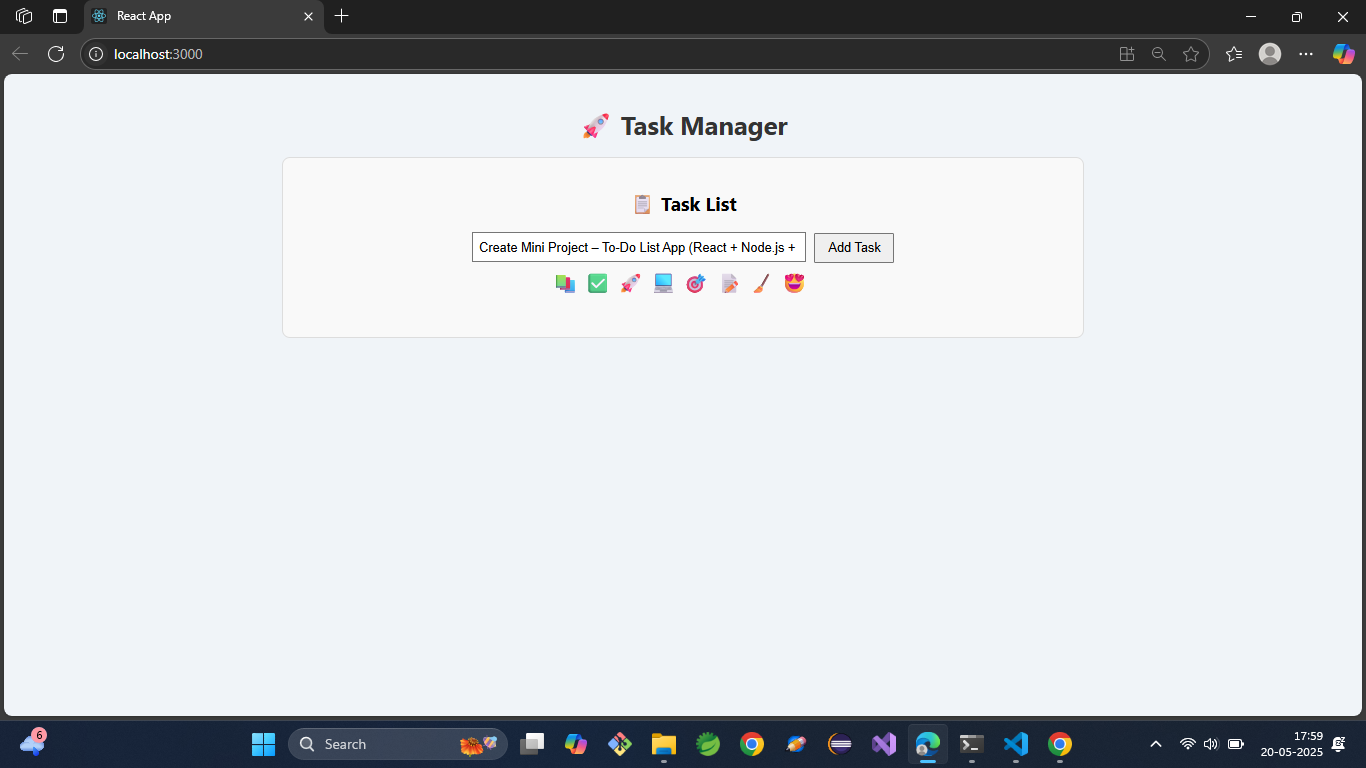 React App
localhost:3000
🚀 Task Manager
📋 Task List
Create Mini Project – To-Do List App (React + Node.js +
Add Task
6
Search
17:59
20-05-2025